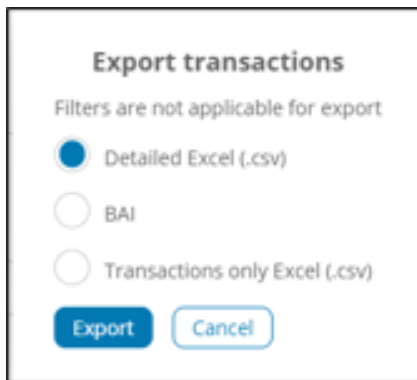 Export transactions
Filters are not applicable for export
Detailed Excel (.csv)
BAI
Transactions only Excel (.csv)
Export Cancel